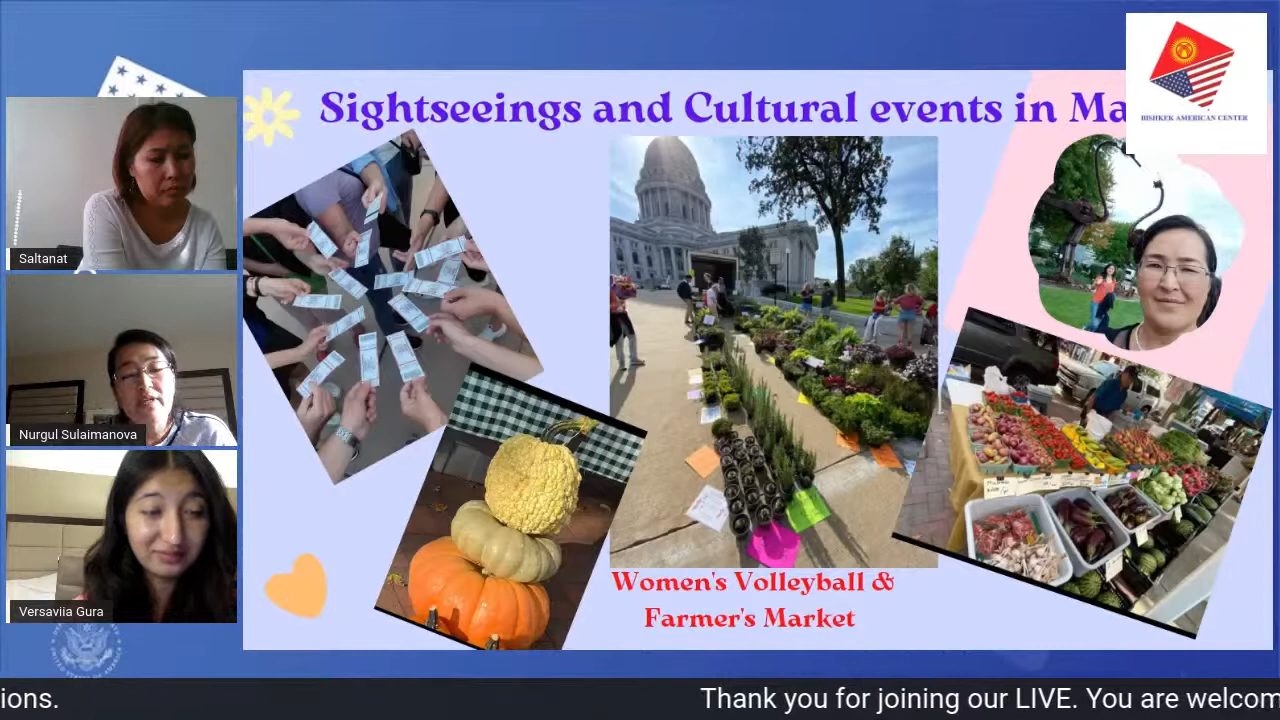 Sightseeings and Cultural events in Ma
BISHKEK AMERICAN CENTER
Saltanat
Nurgul Sulaimanova
Versaviia Gura
Women's Volleyball &
Farmer's Market
ions.
Thank you for joining our LIVE. You are welcom